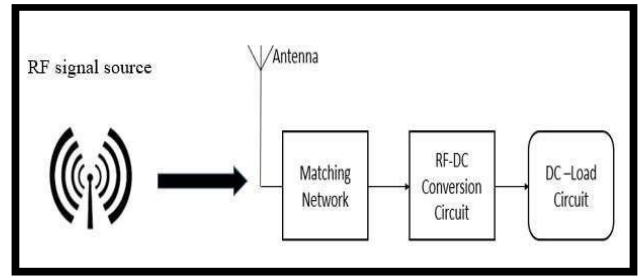 RF signal source
Antenna
Matching
Network
RF-DC
Conversion
Circuit
DC –Load
Circuit